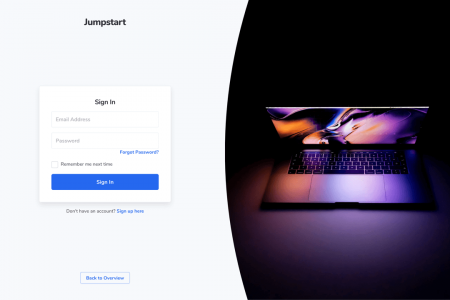 Jumpstart
Sign In
Email Address
Password
Forgot Password?
Remember me next time
Sign In
Don't have an account? Sign up here
Back to Overview